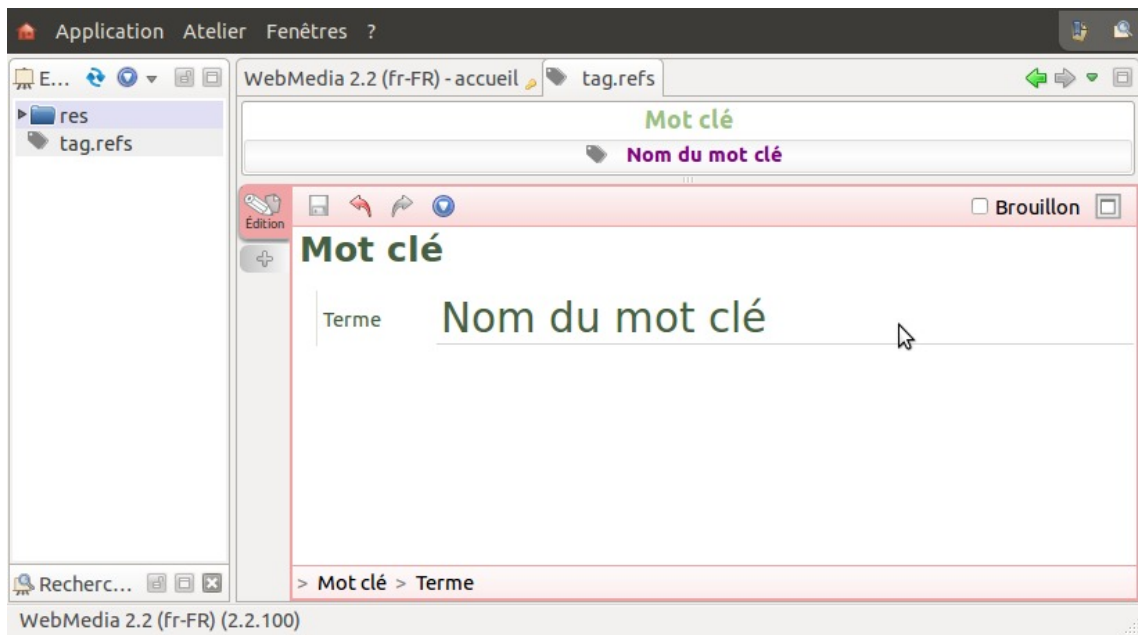 Application Atelier Fenêtres ?
E...
WebMedia 2.2 (fr-FR) - accueil
tag.refs
res
tag.refs
Mot clé
Nom du mot clé
Édition
Brouillon
Mot clé
Terme
Nom du mot clé
Recherc...
> Mot clé > Terme
WebMedia 2.2 (fr-FR) (2.2.100)